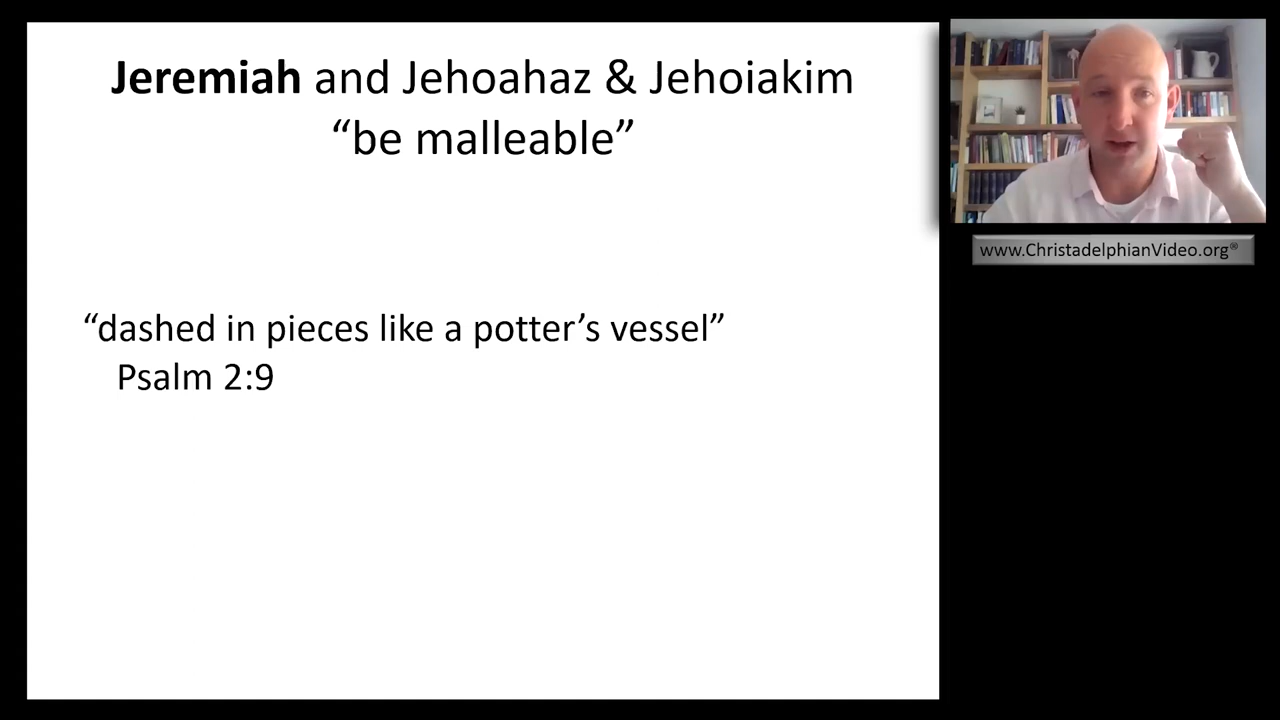 Jeremiah and Jehoahaz & Jehoiakim
“be malleable”
“dashed in pieces like a potter’s vessel”
Psalm 2:9
www.ChristadelphianVideo.org®